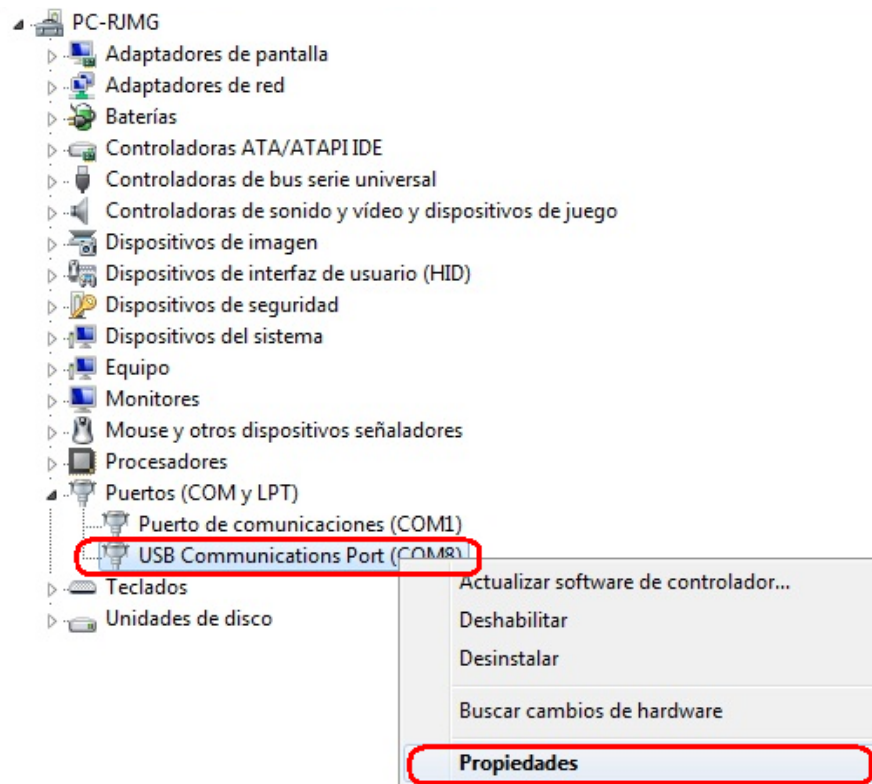 PC-RJMG
Adaptadores de pantalla
Adaptadores de red
Baterías
Controladoras ATA/ATAPI IDE
Controladoras de bus serie universal
Controladoras de sonido y vídeo y dispositivos de juego
Dispositivos de imagen
Dispositivos de interfaz de usuario (HID)
Dispositivos de seguridad
Dispositivos del sistema
Equipo
Monitores
Mouse y otros dispositivos señaladores
Procesadores
Puertos (COM y LPT)
Puerto de comunicaciones (COM1)
USB Communications Port (COM8)
Teclados
Unidades de disco
Actualizar software de controlador...
Deshabilitar
Desinstalar
Buscar cambios de hardware
Propiedades